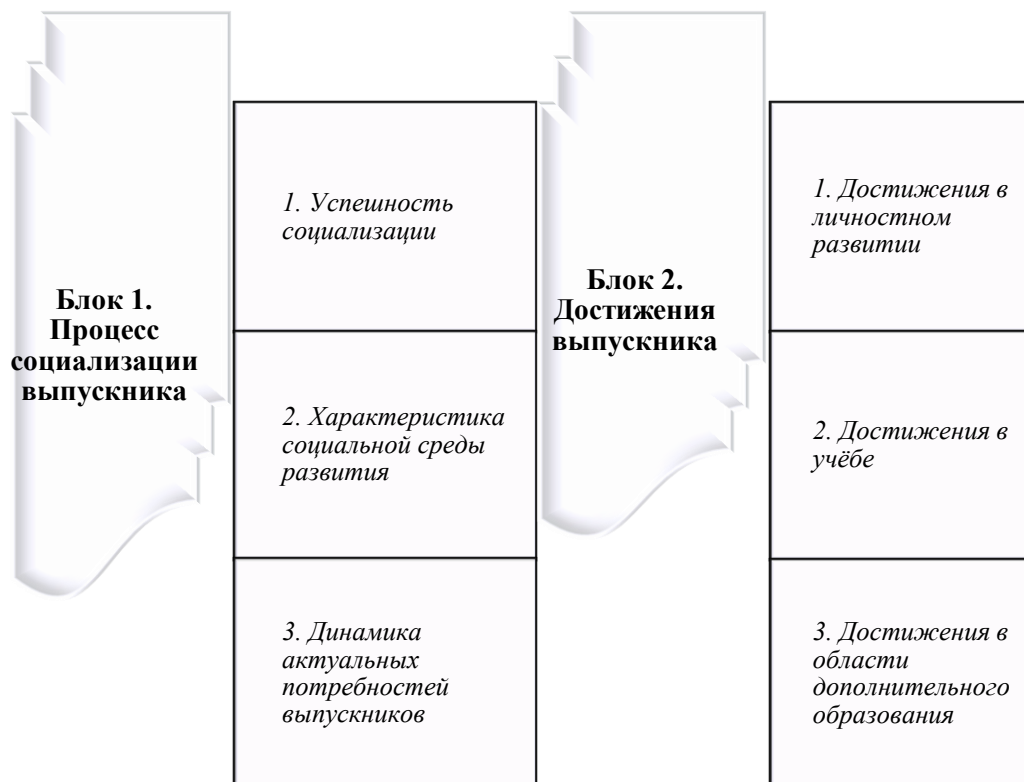 Блок 1.
Процесс
социализации
выпускника
1. Успешность
социализации
2. Характеристика
социальной среды
развития
3. Динамика
актуальных
потребностей
выпускников
Блок 2.
Достижения
выпускника
1. Достижения в
личностном
развитии
2. Достижения в
учёбе
3. Достижения в
области
дополнительного
образования